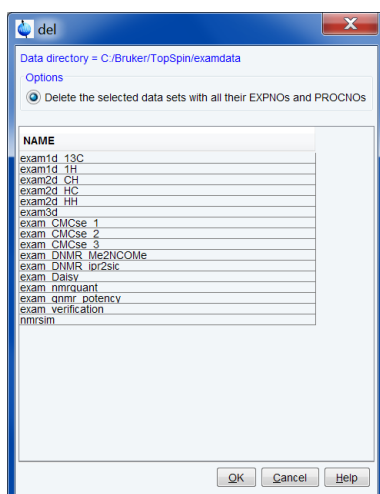 del
Data directory = C:/Bruker/TopSpin/examdata
Options
Delete the selected data sets with all their EXPNOs and PROCNOs
NAME
exam1d_13C
exam1d_1H
exam2d_CH
exam2d_HC
exam2d_HH
exam3d
exam_CMCse_1
exam_CMCse_2
exam_CMCse_3
exam_DNMR_Me2NCOMe
exam_DNMR_ipr2sic
exam_Daisy
exam_nmrquant
exam_qnmr_potency
exam_verification
nmrsim
OK Cancel Help